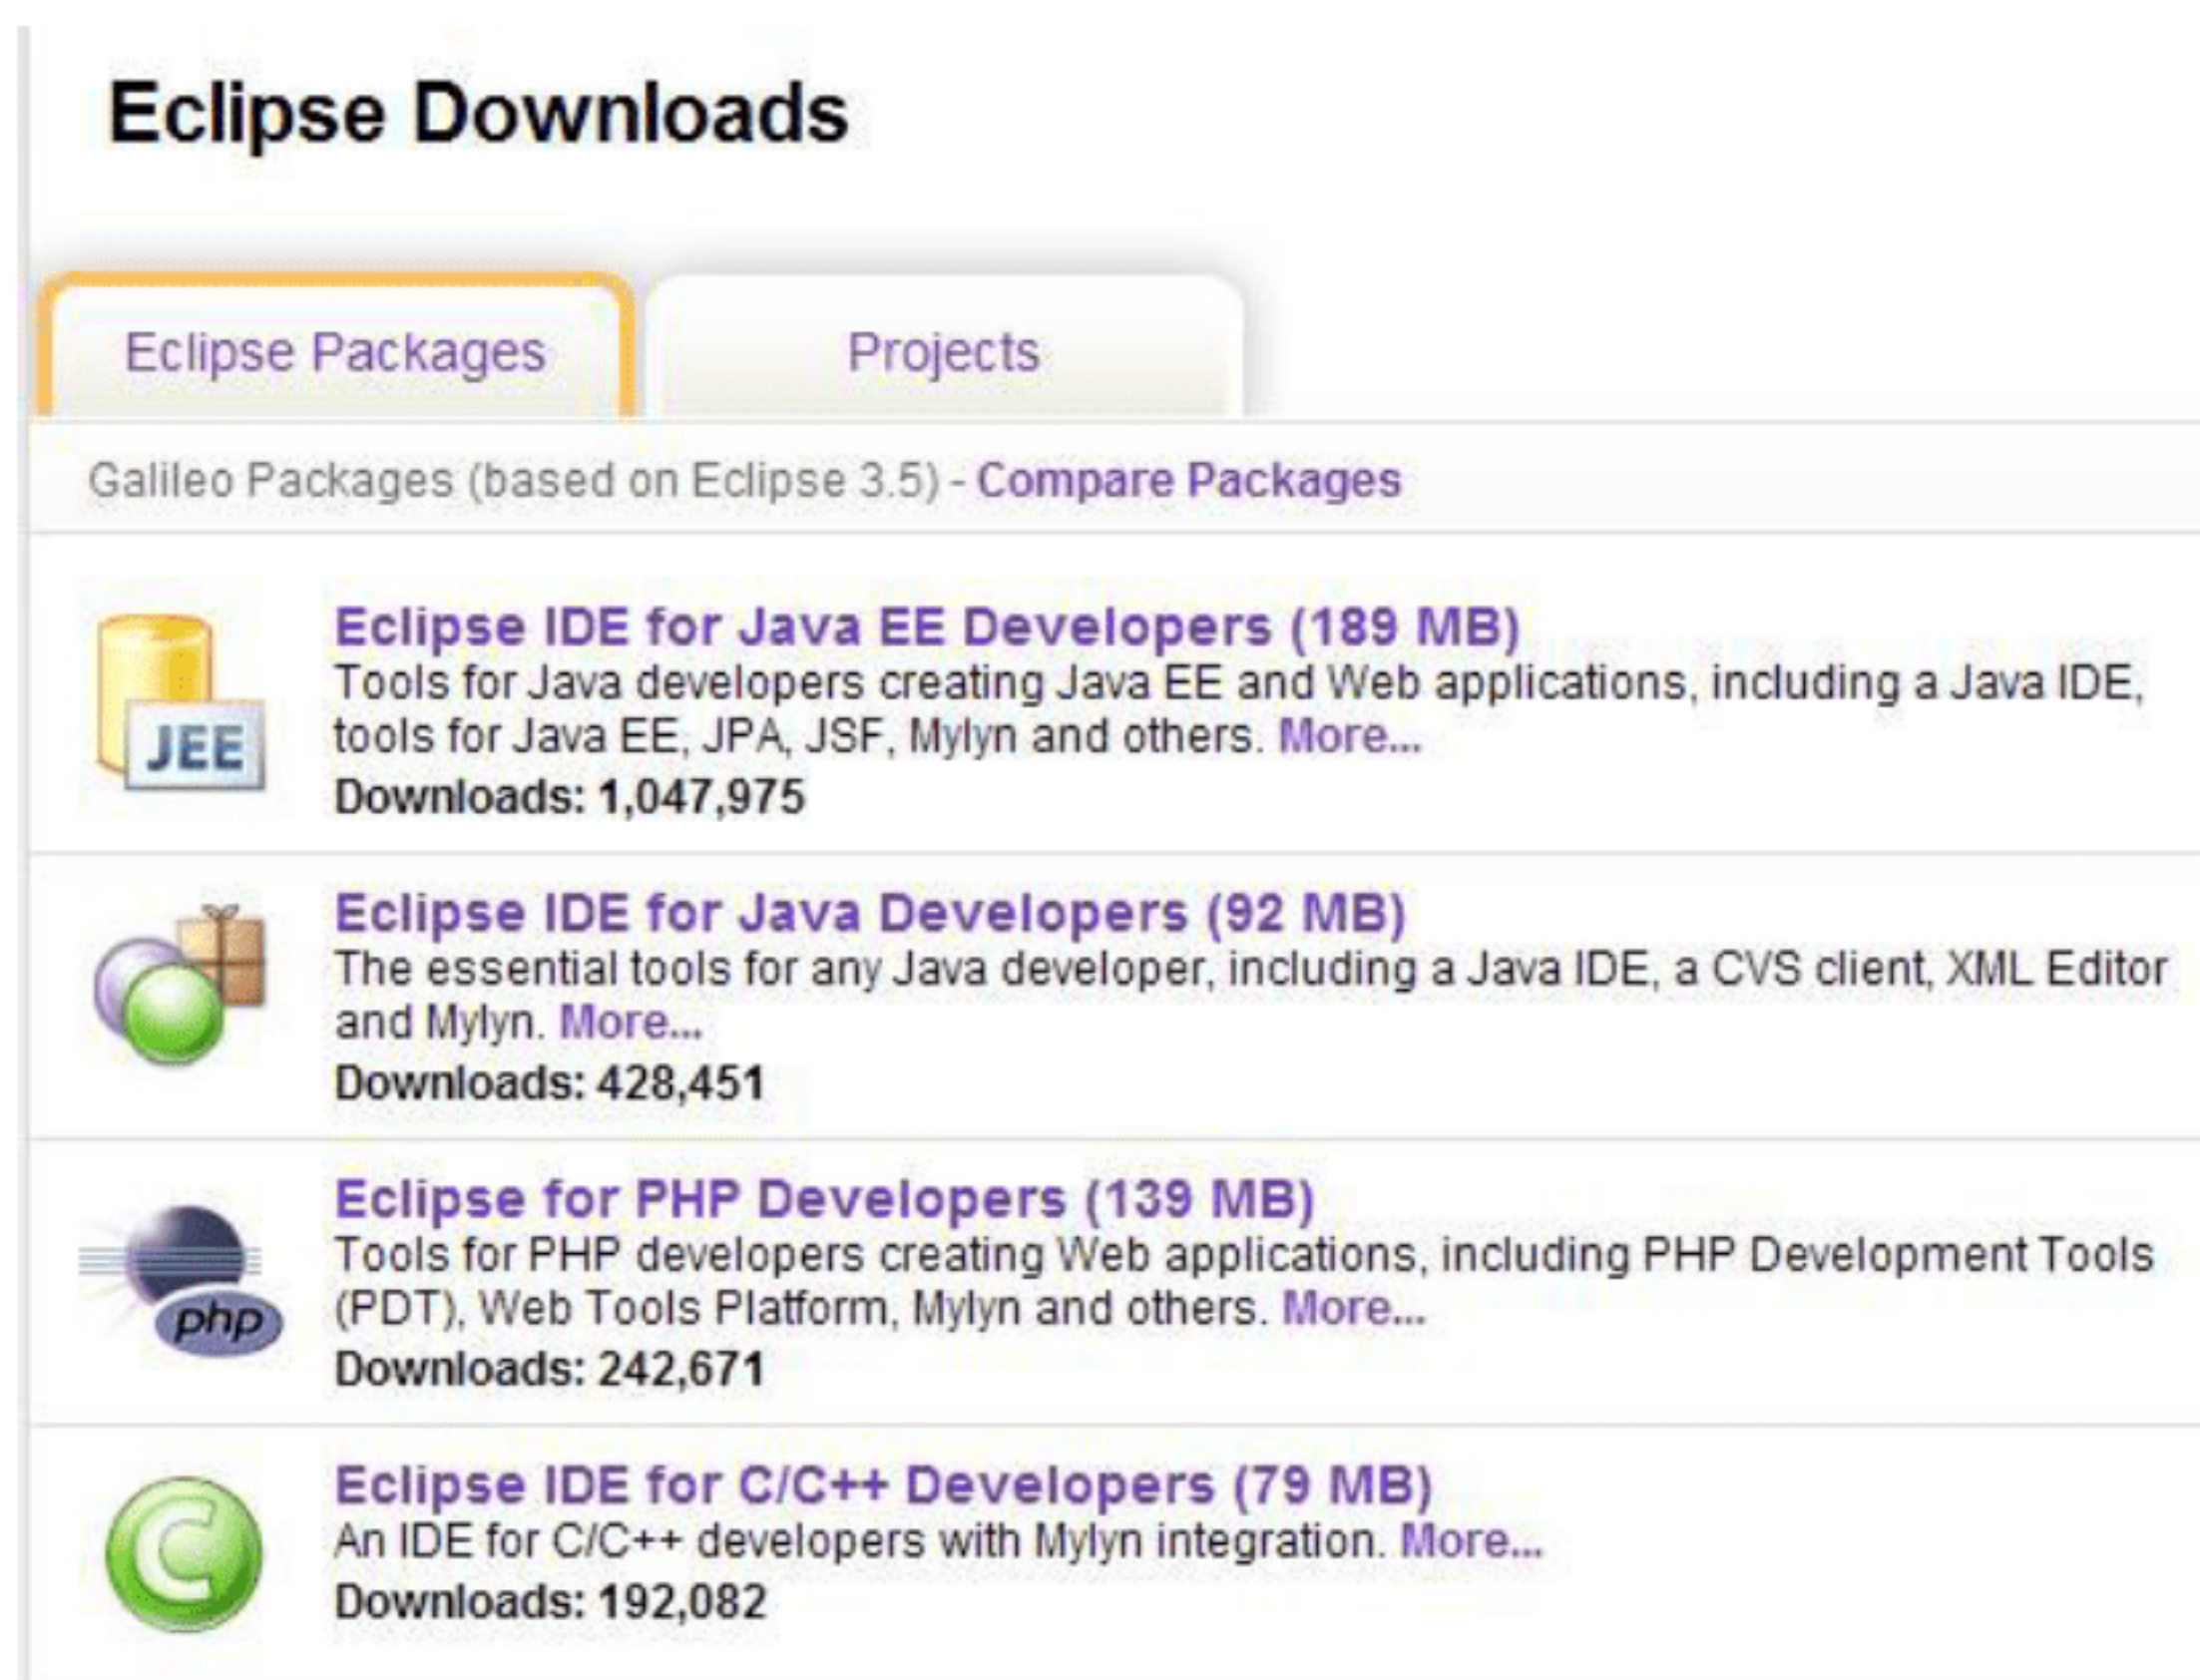 Eclipse Downloads
Eclipse Packages
Projects
Galileo Packages (based on Eclipse 3.5) - Compare Packages
JEE
Eclipse IDE for Java EE Developers (189 MB)
Tools for Java developers creating Java EE and Web applications, including a Java IDE,
tools for Java EE, JPA, JSF, Mylyn and others. More...
Downloads: 1,047,975
Eclipse IDE for Java Developers (92 MB)
The essential tools for any Java developer, including a Java IDE, a CVS client, XML Editor
and Mylyn. More...
Downloads: 428,451
php
Eclipse for PHP Developers (139 MB)
Tools for PHP developers creating Web applications, including PHP Development Tools
(PDT), Web Tools Platform, Mylyn and others. More...
Downloads: 242,671
C
Eclipse IDE for C/C++ Developers (79 MB)
An IDE for C/C++ developers with Mylyn integration. More...
Downloads: 192,082